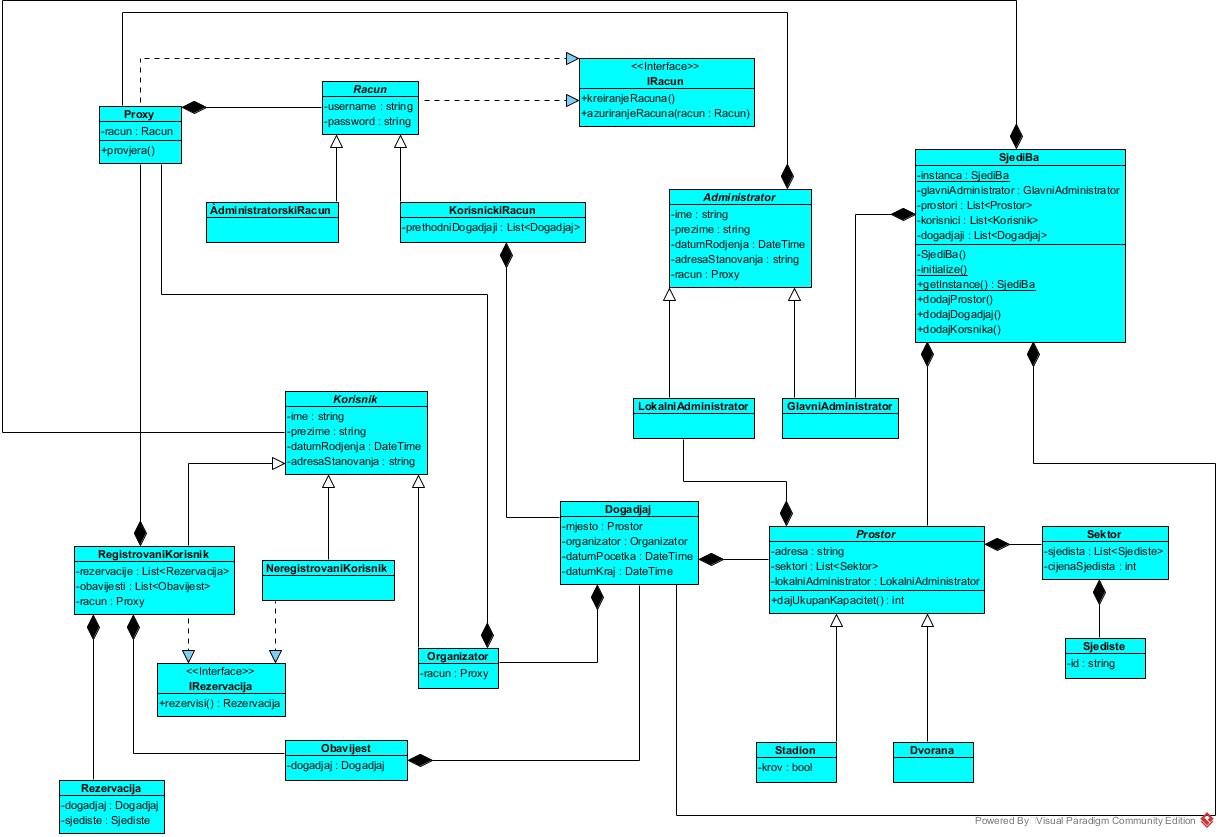 <<Interface>>
IRacun
+kreiranjeRacuna()
+azuriranjeRacuna(racun : Racun)
Racun
-username : string
-password : string
Proxy
-racun : Racun
+provjera()
SjediBa
-instanca : SjediBa
-glavniAdministrator : GlavniAdministrator
-prostori : List<Prostor>
-korisnici : List<Korisnik>
-dogadjaji : List<Dogadjaj>
-SjediBa()
-initialize()
+getInstance() : SjediBa
+dodajProstor()
+dodajDogadjaj()
+dodajKorsnika()
Administrator
-ime : string
-prezime : string
-datumRodjenja : DateTime
-adresaStanovanja : string
-racun : Proxy
ÀdministratorskiRacun
KorisnickiRacun
-prethodniDogadjaji : List<Dogadjaj>
Korisnik
-ime : string
-prezime : string
-datumRodjenja : DateTime
-adresaStanovanja : string
LokalniAdministrator
GlavniAdministrator
Dogadjaj
-mjesto : Prostor
-organizator : Organizator
-datumPocetka : DateTime
-datumKraj : DateTime
Prostor
-adresa : string
-sektori : List<Sektor>
-lokalniAdministrator : LokalniAdministrator
+dajUkupanKapacitet() : int
Sektor
-sjedista : List<Sjediste>
-cijenaSjedista : int
RegistrovaniKorisnik
-rezervacije : List<Rezervacija>
-obavijesti : List<Obavijest>
-racun : Proxy
NeregistrovaniKorisnik
Sjediste
-id : string
Organizator
-racun : Proxy
<<Interface>>
IRezervacija
+rezervisi() : Rezervacija
Obavijest
-dogadjaj : Dogadjaj
Stadion
-krov : bool
Dvorana
Rezervacija
-dogadjaj : Dogadjaj
-sjediste : Sjediste
Powered By Visual Paradigm Community Edition